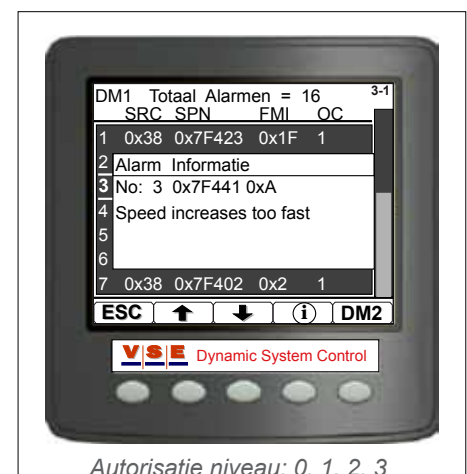 DM1 Totaal Alarmen = 16 3-1
SRC SPN FMI OC
1 0x38 0x7F423 0x1F 1
2 Alarm Informatie
3 No: 3 0x7F441 0xA
4 Speed increases too fast
5
6
7 0x38 0x7F402 0x2 1
ESC i DM2
VSE Dynamic System Control
Autorisatie niveau: 0, 1, 2, 3